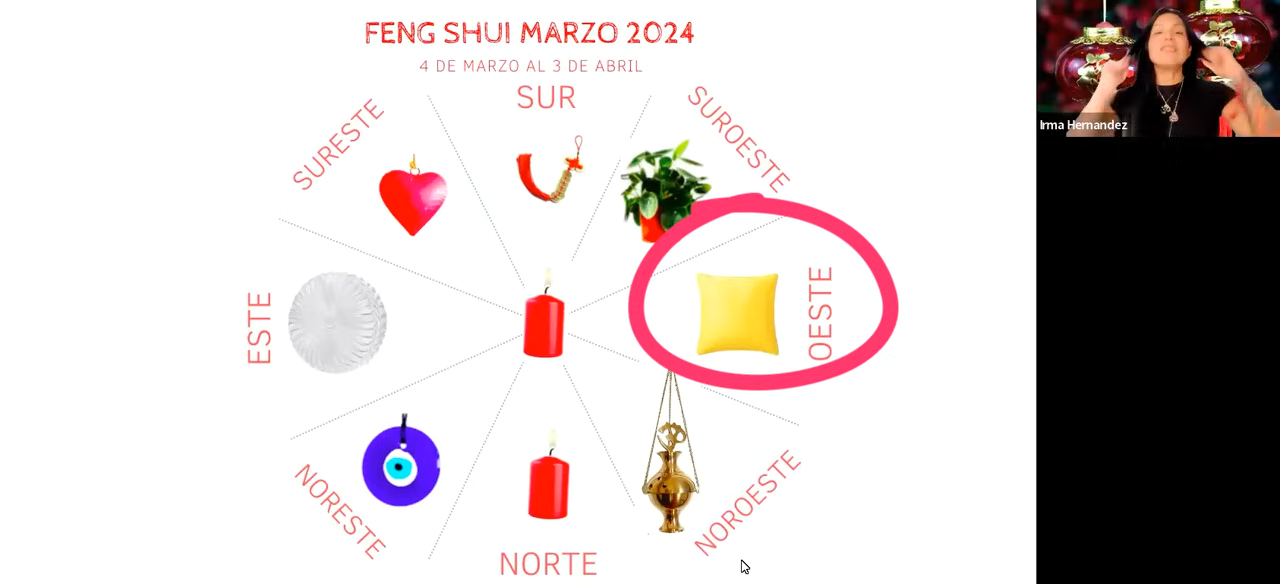 FENG SHUI MARZO 2024
4 DE MARZO AL 3 DE ABRIL
SURESTE
SUR
SUROESTE
ESTE
OESTE
NORESTE
NORTE
NOROESTE
Irma Hernandez